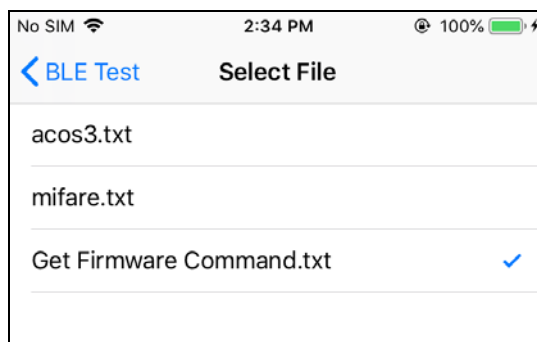 No SIM 2:34 PM 100%
BLE Test Select File
acos3.txt
mifare.txt
Get Firmware Command.txt